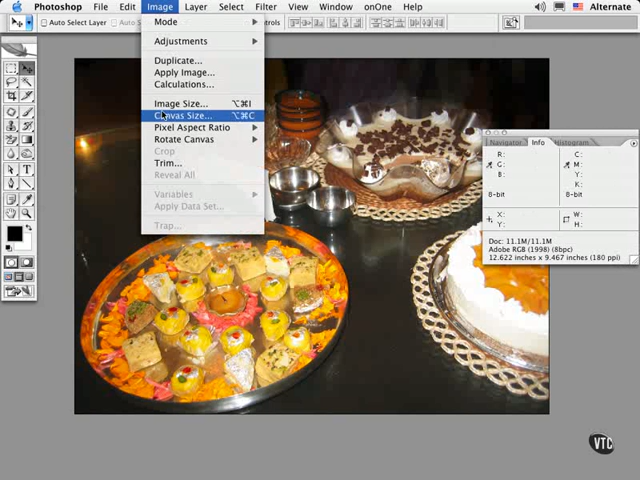 Photoshop File Edit Image Layer Select Filter View Window onOne Help Alternate
Auto Select Layer
Mode
Adjustments
Duplicate...
Apply Image...
Calculations...
Image Size... ⌥⌘I
Canvas Size... ⌥⌘C
Pixel Aspect Ratio
Rotate Canvas
Crop
Trim...
Reveal All
Variables
Apply Data Set...
Trap...
Navigator Info Histogram
R: C:
G: M:
B: Y:
K:
8-bit 8-bit
X: W:
Y: H:
Doc: 11.1M/11.1M
Adobe RGB (1998) (8bpc)
12.622 inches x 9.467 inches (180 ppi)
VTC